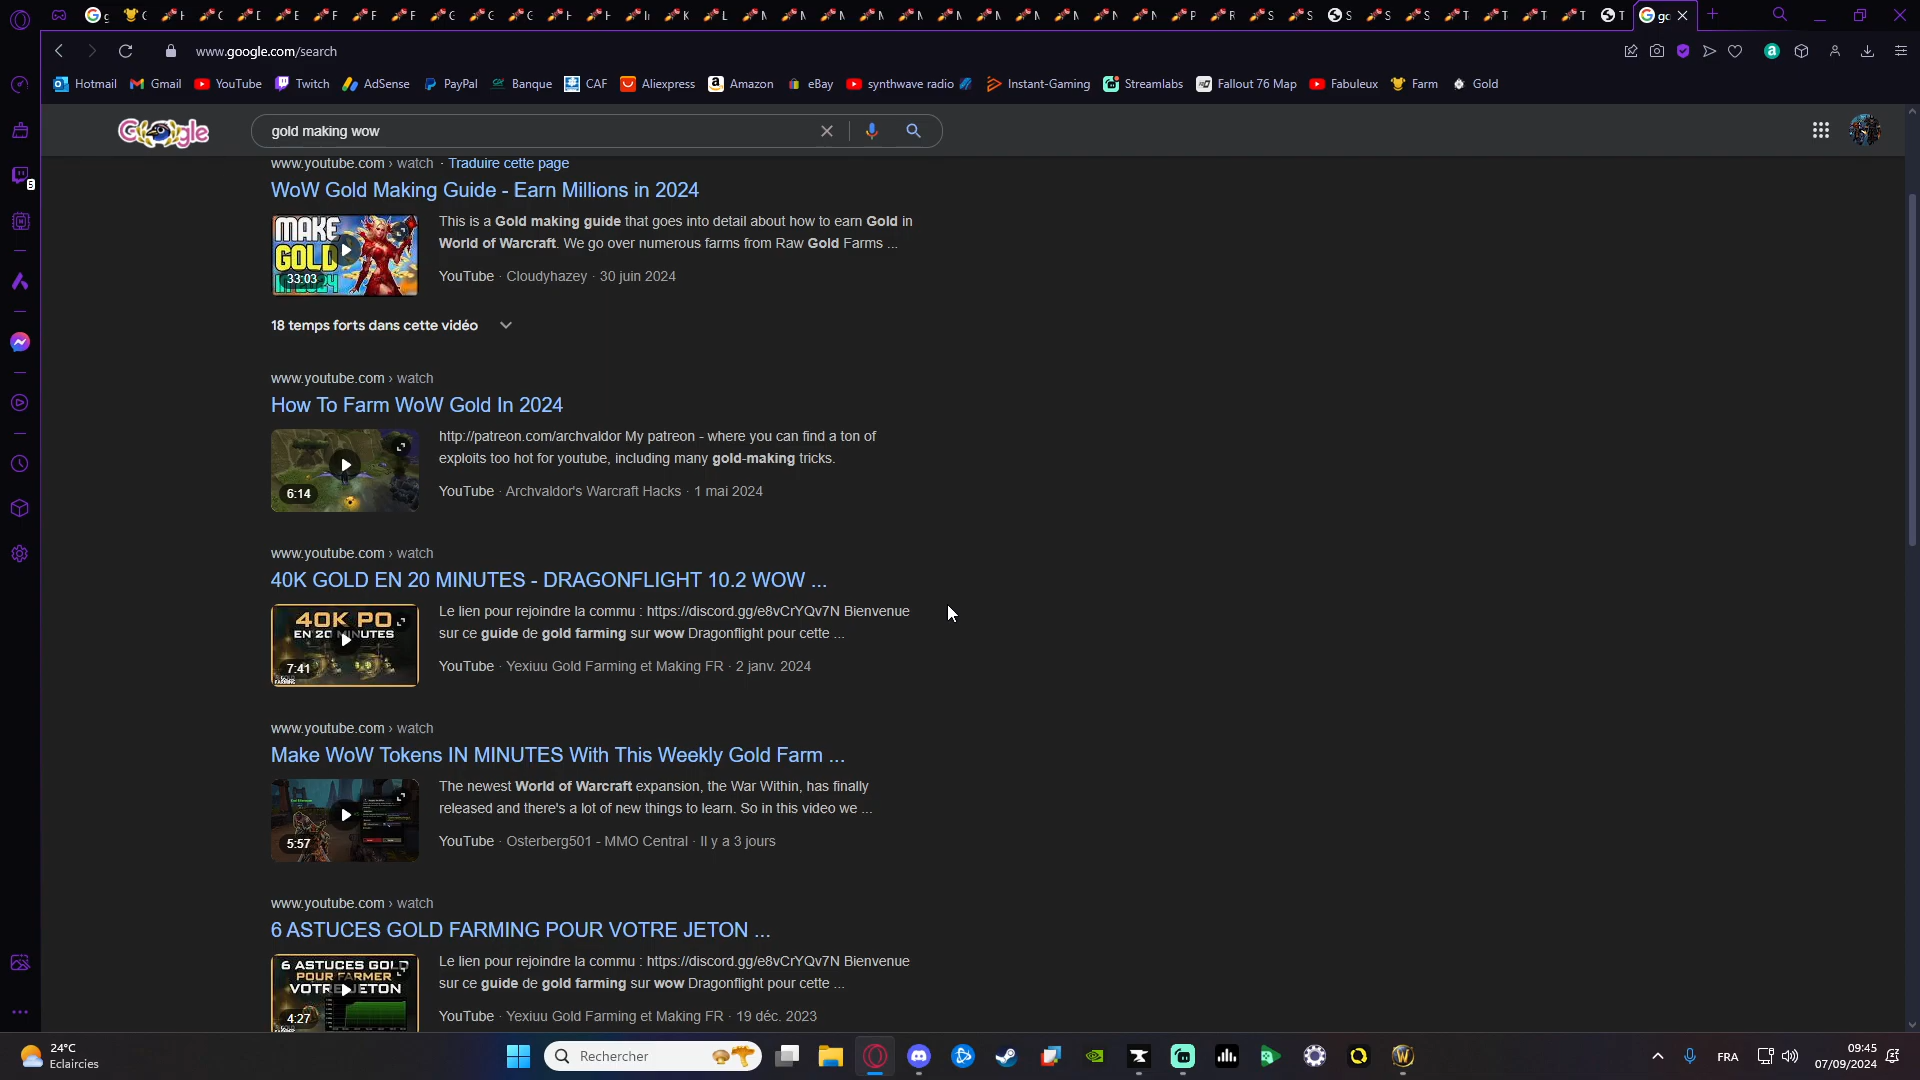 www.google.com/search
Hotmail Gmail YouTube Twitch AdSense PayPal Banque CAF Aliexpress Amazon eBay synthwave radio Instant-Gaming Streamlabs Fallout 76 Map Fabuleux Farm Gold
Google
gold making wow
www.youtube.com › watch · Traduire cette page
WoW Gold Making Guide - Earn Millions in 2024
MAKE
GOLD
33:03
This is a Gold making guide that goes into detail about how to earn Gold in
World of Warcraft. We go over numerous farms from Raw Gold Farms ...
YouTube · Cloudyhazey · 30 juin 2024
18 temps forts dans cette vidéo
www.youtube.com › watch
How To Farm WoW Gold In 2024
6:14
http://patreon.com/archvaldor My patreon - where you can find a ton of
exploits too hot for youtube, including many gold-making tricks.
YouTube · Archvaldor's Warcraft Hacks · 1 mai 2024
www.youtube.com › watch
40K GOLD EN 20 MINUTES - DRAGONFLIGHT 10.2 WOW ...
40K PO
EN 20 MINUTES
7:41
Le lien pour rejoindre la commu : https://discord.gg/e8vCrYQv7N Bienvenue
sur ce guide de gold farming sur wow Dragonflight pour cette ...
YouTube · Yexiuu Gold Farming et Making FR · 2 janv. 2024
www.youtube.com › watch
Make WoW Tokens IN MINUTES With This Weekly Gold Farm ...
5:57
The newest World of Warcraft expansion, the War Within, has finally
released and there's a lot of new things to learn. So in this video we ...
YouTube · Osterberg501 - MMO Central · Il y a 3 jours
www.youtube.com › watch
6 ASTUCES GOLD FARMING POUR VOTRE JETON ...
6 ASTUCES GOLD
POUR FARMER
VOTRE JETON
4:27
Le lien pour rejoindre la commu : https://discord.gg/e8vCrYQv7N Bienvenue
sur ce guide de gold farming sur wow Dragonflight pour cette ...
YouTube · Yexiuu Gold Farming et Making FR · 19 déc. 2023
24°C
Eclaircies
Rechercher
FRA
09:45
07/09/2024